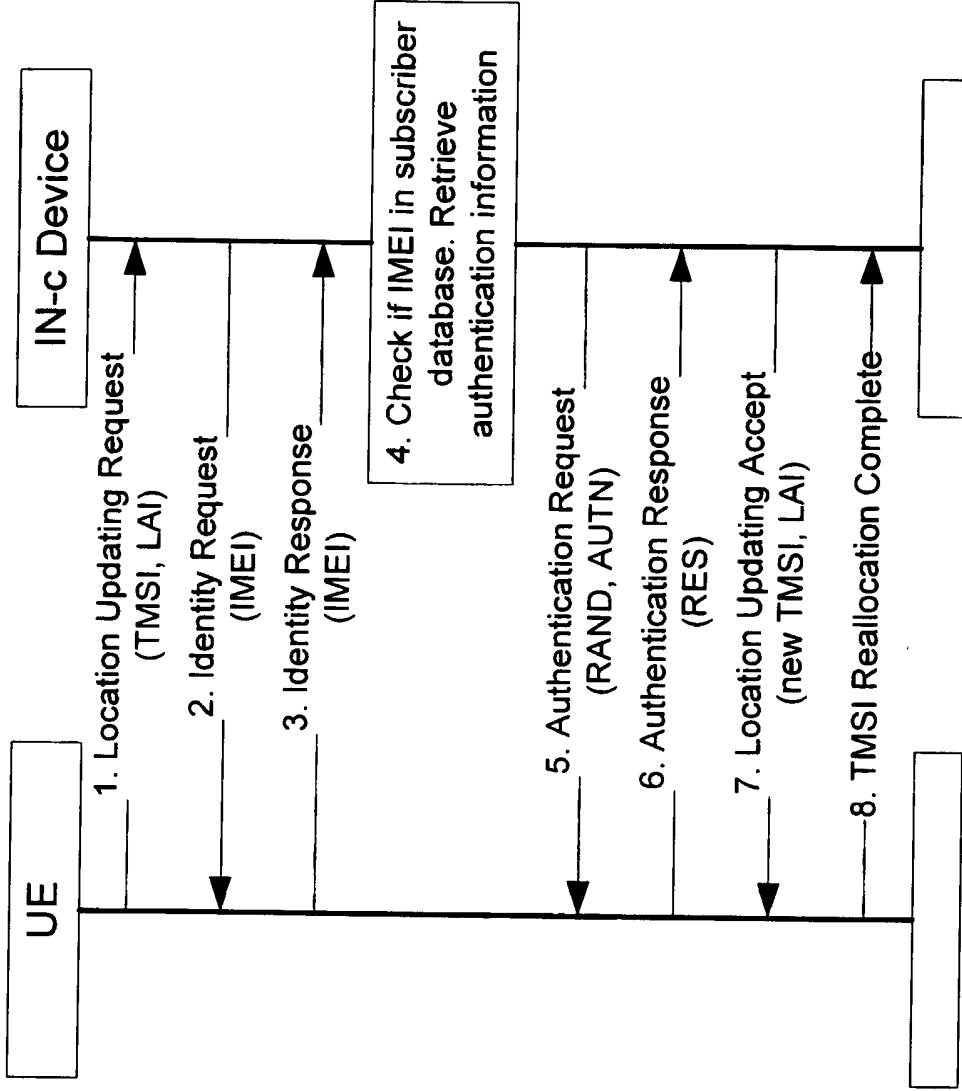 UE
IN-c Device
1. Location Updating Request
(TMSI, LAI)
2. Identity Request
(IMEI)
3. Identity Response
(IMEI)
4. Check if IMEI in subscriber
database. Retrieve
authentication information
5. Authentication Request
(RAND, AUTN)
6. Authentication Response
(RES)
7. Location Updating Accept
(new TMSI, LAI)
8. TMSI Reallocation Complete